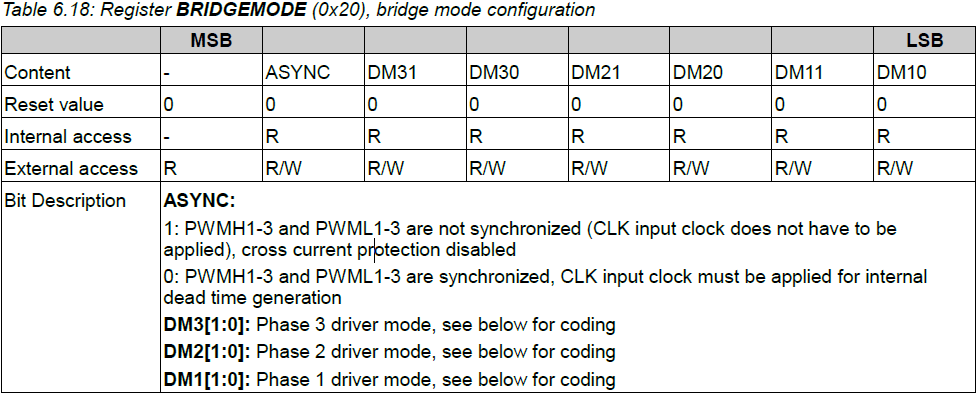 Table 6.18: Register BRIDGEMODE (0x20), bridge mode configuration
MSB LSB
Content - ASYNC DM31 DM30 DM21 DM20 DM11 DM10
Reset value 0 0 0 0 0 0 0 0
Internal access - R R R R R R R
External access R R/W R/W R/W R/W R/W R/W R/W
Bit Description ASYNC:
1: PWMH1-3 and PWML1-3 are not synchronized (CLK input clock does not have to be
applied), cross current protection disabled
0: PWMH1-3 and PWML1-3 are synchronized, CLK input clock must be applied for internal
dead time generation
DM3[1:0]: Phase 3 driver mode, see below for coding
DM2[1:0]: Phase 2 driver mode, see below for coding
DM1[1:0]: Phase 1 driver mode, see below for coding